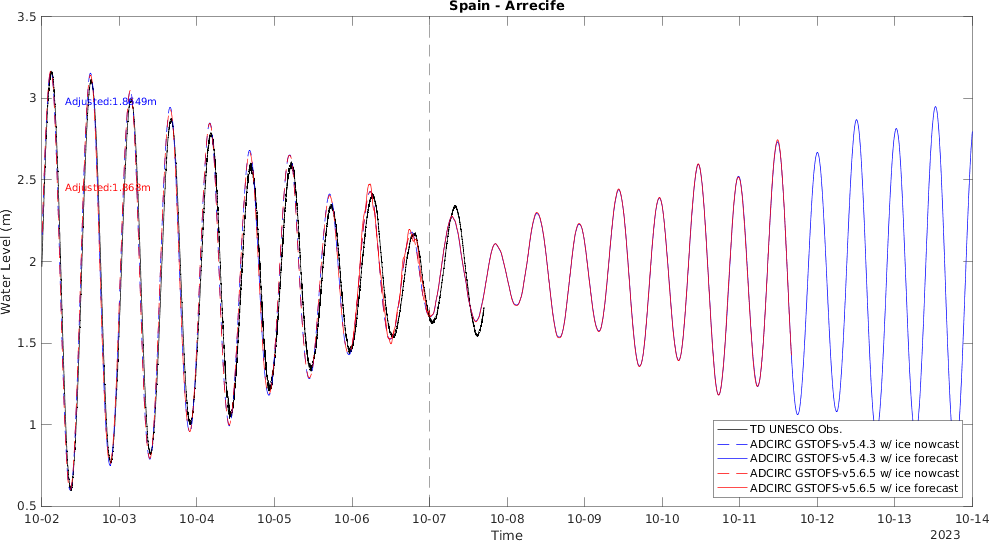 Spain - Arrecife
3.5
3
2.5
2
1.5
1
0.5
Water Level (m)
Adjusted:1.8649m
Adjusted:1.868m
TD UNESCO Obs.
ADCIRC GSTOFS-v5.4.3 w/ ice nowcast
ADCIRC GSTOFS-v5.4.3 w/ ice forecast
ADCIRC GSTOFS-v5.6.5 w/ ice nowcast
ADCIRC GSTOFS-v5.6.5 w/ ice forecast
10-02 10-03 10-04 10-05 10-06 10-07 10-08 10-09 10-10 10-11 10-12 10-13 10-14
Time
2023